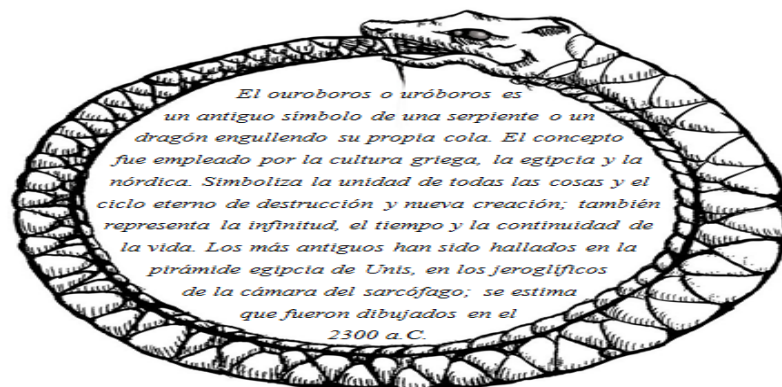 El ouroboros o uróboros es
un antiguo símbolo de una serpiente o un
dragón engullendo su propia cola. El concepto
fue empleado por la cultura griega, la egipcia y la
nórdica. Simboliza la unidad de todas las cosas y el
ciclo eterno de destrucción y nueva creación; también
representa la infinitud, el tiempo y la continuidad de
la vida. Los más antiguos han sido hallados en la
pirámide egipcia de Unis, en los jeroglíficos
de la cámara del sarcófago; se estima
que fueron dibujados en el
2300 a.C.